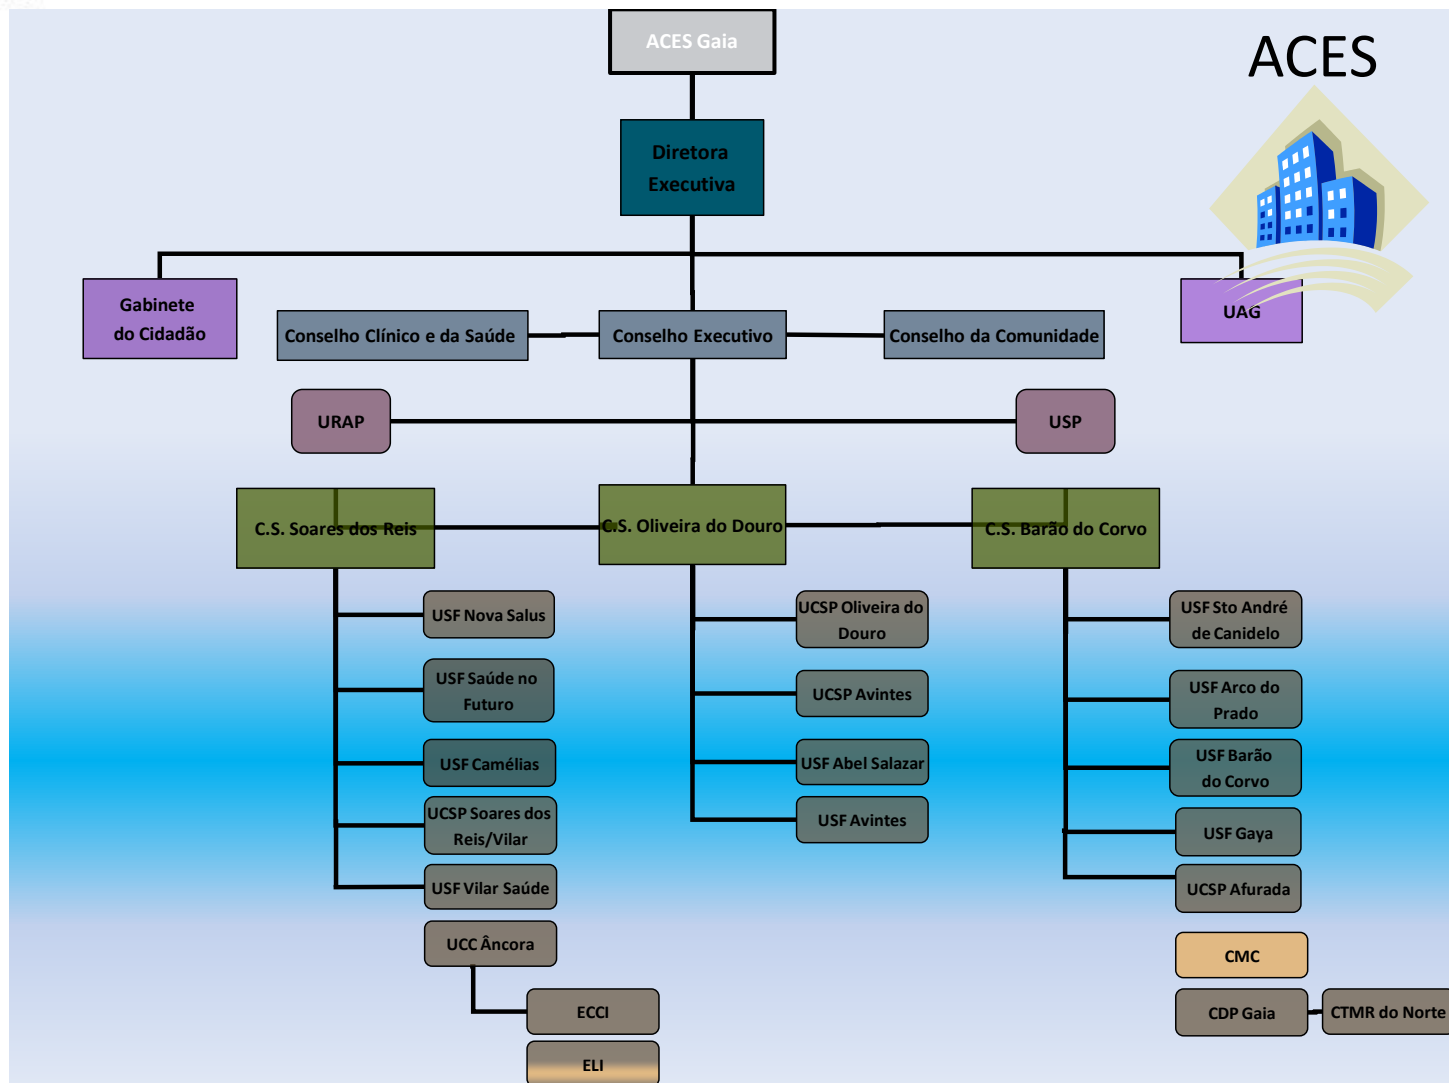 ACES Gaia
ACES
Diretora
Executiva
Gabinete
do Cidadão
UAG
Conselho Clínico e da Saúde
Conselho Executivo
Conselho da Comunidade
URAP
USP
C.S. Soares dos Reis
C.S. Oliveira do Douro
C.S. Barão do Corvo
USF Nova Salus
USF Saúde no
Futuro
USF Camélias
UCSP Soares dos
Reis/Vilar
USF Vilar Saúde
UCC Âncora
ECCI
ELI
UCSP Oliveira do
Douro
UCSP Avintes
USF Abel Salazar
USF Avintes
USF Sto André
de Canidelo
USF Arco do
Prado
USF Barão
do Corvo
USF Gaya
UCSP Afurada
CMC
CDP Gaia
CTMR do Norte